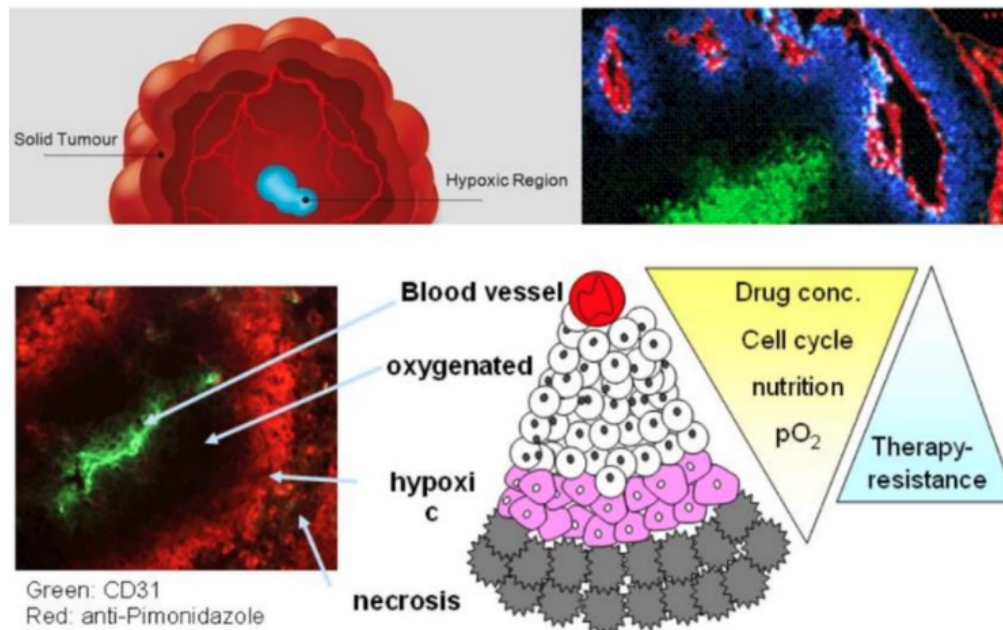 Solid Tumour
Hypoxic Region
Blood vessel
oxygenated
hypoxi
c
necrosis
Drug conc.
Cell cycle
nutrition
pO₂
Therapy-
resistance
Green: CD31
Red: anti-Pimonidazole